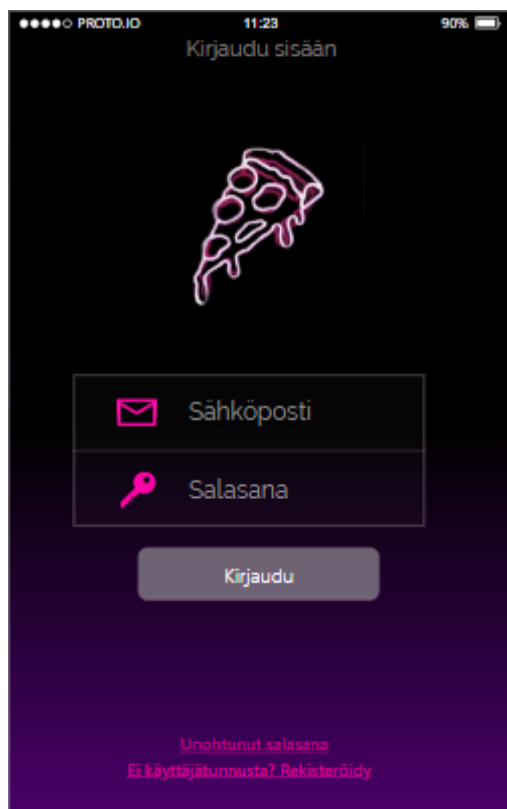 PROTO.IO 11:23 90%
Kirjaudu sisään
Sähköposti
Salasana
Kirjaudu
Unohtunut salasana
Ei käyttäjätunnusta? Rekisteröidy